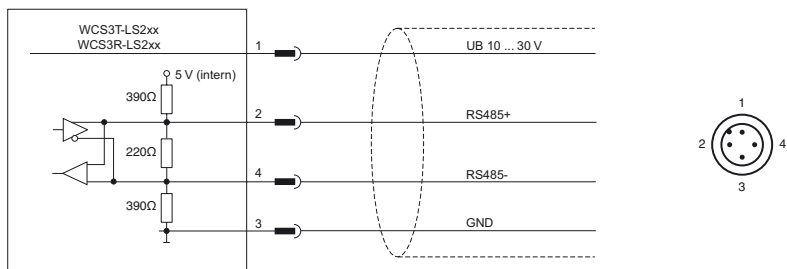 WCS3T-LS2xx
WCS3R-LS2xx
1
UB 10 ... 30 V
5 V (intern)
390Ω
2
RS485+
220Ω
4
RS485-
390Ω
3
GND
1
2
4
3